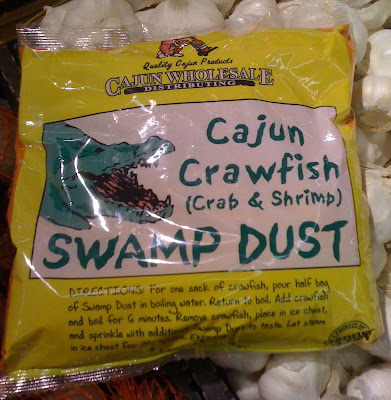 Quality Cajun Products
CAJUN WHOLESALE
DISTRIBUTING
Cajun
Crawfish
(Crab & Shrimp)
SWAMP DUST
DIRECTIONS: For one sack of crawfish, pour half bag
of Swamp Dust in boiling water. Return to boil. Add crawfish
and boil for 6 minutes. Remove crawfish, place in ice chest,
and sprinkle with additional Swamp Dust to taste. Let steam
in ice chest for